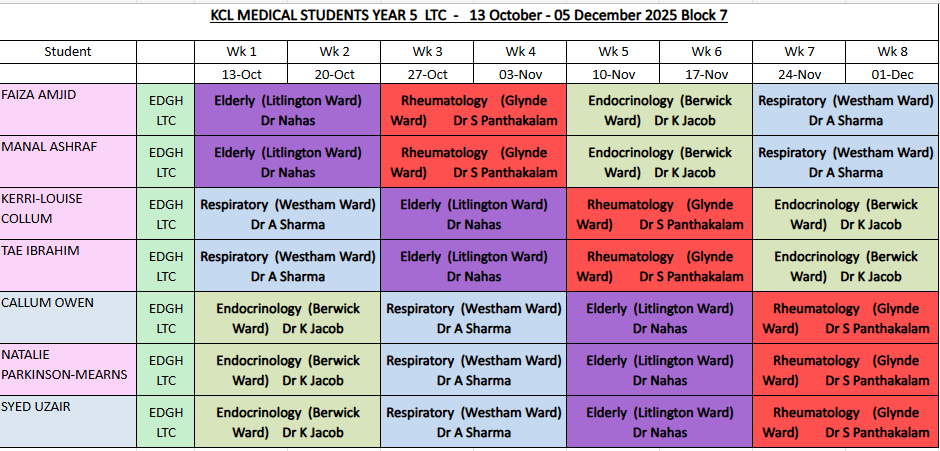 KCL MEDICAL STUDENTS YEAR 5 LTC - 13 October - 05 December 2025 Block 7
Student Wk 1 Wk 2 Wk 3 Wk 4 Wk 5 Wk 6 Wk 7 Wk 8
13-Oct 20-Oct 27-Oct 03-Nov 10-Nov 17-Nov 24-Nov 01-Dec
FAIZA AMJID EDGH Elderly (Litlington Ward) Rheumatology (Glynde Endocrinology (Berwick Respiratory (Westham Ward)
LTC Dr Nahas Ward) Dr S Panthakalam Ward) Dr K Jacob Dr A Sharma
MANAL ASHRAF EDGH Elderly (Litlington Ward) Rheumatology (Glynde Endocrinology (Berwick Respiratory (Westham Ward)
LTC Dr Nahas Ward) Dr S Panthakalam Ward) Dr K Jacob Dr A Sharma
KERRI-LOUISE EDGH Respiratory (Westham Ward) Elderly (Litlington Ward) Rheumatology (Glynde Endocrinology (Berwick
COLLUM LTC Dr A Sharma Dr Nahas Ward) Dr S Panthakalam Ward) Dr K Jacob
TAE IBRAHIM EDGH Respiratory (Westham Ward) Elderly (Litlington Ward) Rheumatology (Glynde Endocrinology (Berwick
LTC Dr A Sharma Dr Nahas Ward) Dr S Panthakalam Ward) Dr K Jacob
CALLUM OWEN EDGH Endocrinology (Berwick Respiratory (Westham Ward) Elderly (Litlington Ward) Rheumatology (Glynde
LTC Ward) Dr K Jacob Dr A Sharma Dr Nahas Ward) Dr S Panthakalam
NATALIE EDGH Endocrinology (Berwick Respiratory (Westham Ward) Elderly (Litlington Ward) Rheumatology (Glynde
PARKINSON-MEARNS LTC Ward) Dr K Jacob Dr A Sharma Dr Nahas Ward) Dr S Panthakalam
SYED UZAIR EDGH Endocrinology (Berwick Respiratory (Westham Ward) Elderly (Litlington Ward) Rheumatology (Glynde
LTC Ward) Dr K Jacob Dr A Sharma Dr Nahas Ward) Dr S Panthakalam